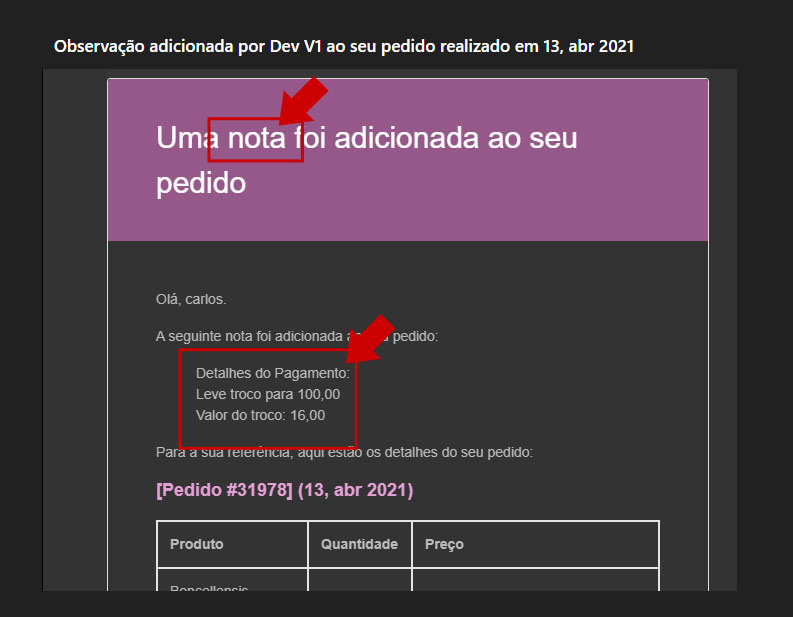 Observação adicionada por Dev V1 ao seu pedido realizado em 13, abr 2021
Uma nota foi adicionada ao seu
pedido
Olá, carlos.
A seguinte nota foi adicionada ao seu pedido:
Detalhes do Pagamento:
Leve troco para 100,00
Valor do troco: 16,00
Para a sua referência, aqui estão os detalhes do seu pedido:
[Pedido #31978] (13, abr 2021)
Produto Quantidade Preço